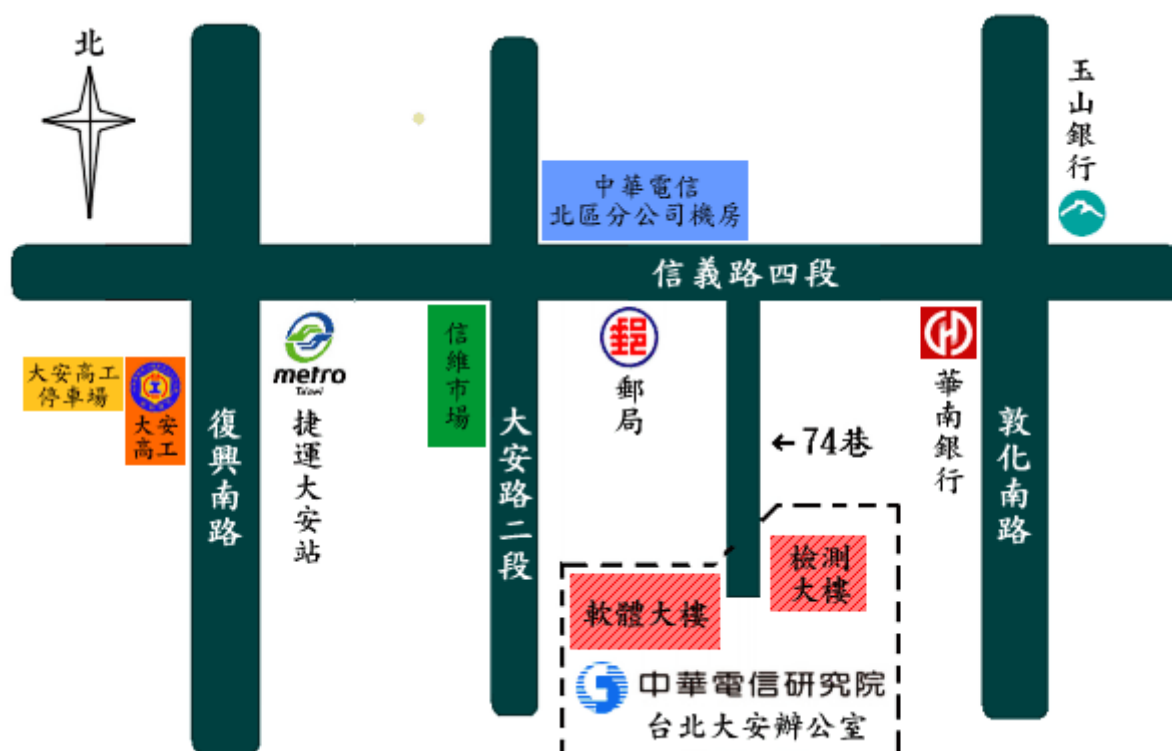 北
玉山銀行
中華電信
北區分公司機房
信義路四段
大安高工
停車場
大安
高工
復興南路
metro
Taipei
捷運大安站
信維市場
大安路二段
郵
郵局
←74巷
華南銀行
敦化南路
檢測
大樓
軟體大樓
中華電信研究院
台北大安辦公室